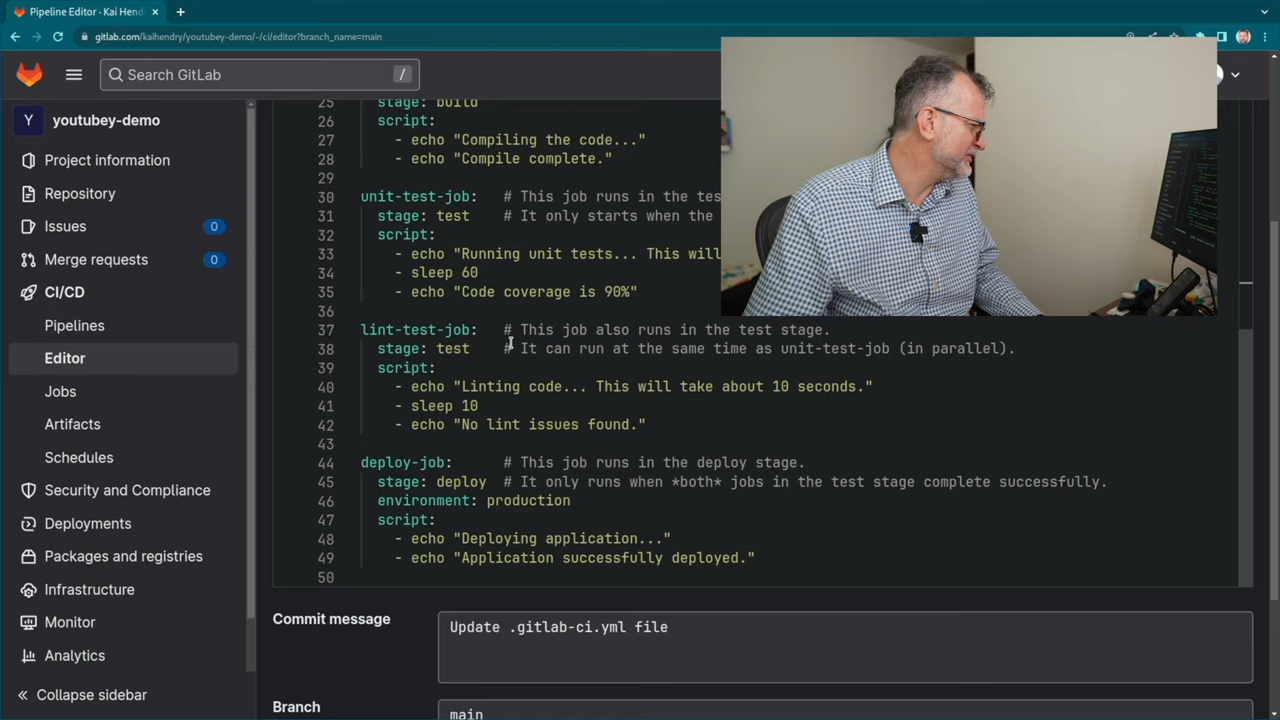 Pipeline Editor · Kai Hendr
gitlab.com/kaihendry/youtubey-demo/-/ci/editor?branch_name=main
Search GitLab
/
Y
youtubey-demo
Project information
Repository
Issues
0
Merge requests
0
CI/CD
Pipelines
Editor
Jobs
Artifacts
Schedules
Security and Compliance
Deployments
Packages and registries
Infrastructure
Monitor
Analytics
Collapse sidebar
25 stage: build
26 script:
27 - echo "Compiling the code..."
28 - echo "Compile complete."
29
30 unit-test-job: # This job runs in the tes
31 stage: test # It only starts when the
32 script:
33 - echo "Running unit tests... This will
34 - sleep 60
35 - echo "Code coverage is 90%"
36
37 lint-test-job: # This job also runs in the test stage.
38 stage: test # It can run at the same time as unit-test-job (in parallel).
39 script:
40 - echo "Linting code... This will take about 10 seconds."
41 - sleep 10
42 - echo "No lint issues found."
43
44 deploy-job: # This job runs in the deploy stage.
45 stage: deploy # It only runs when *both* jobs in the test stage complete successfully.
46 environment: production
47 script:
48 - echo "Deploying application..."
49 - echo "Application successfully deployed."
50
Commit message
Update .gitlab-ci.yml file
Branch
main